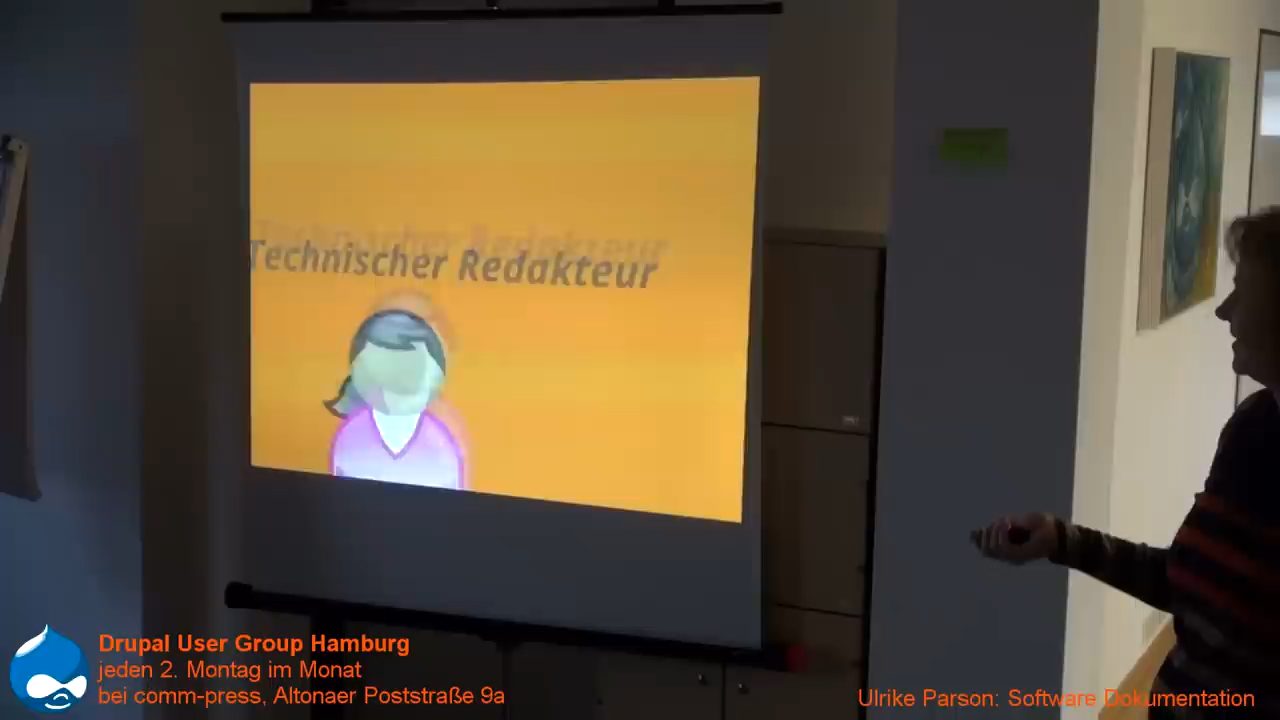 Technischer Redakteur
Drupal User Group Hamburg
jeden 2. Montag im Monat
bei comm-press, Altonaer Poststraße 9a
Ulrike Parson: Software Dokumentation